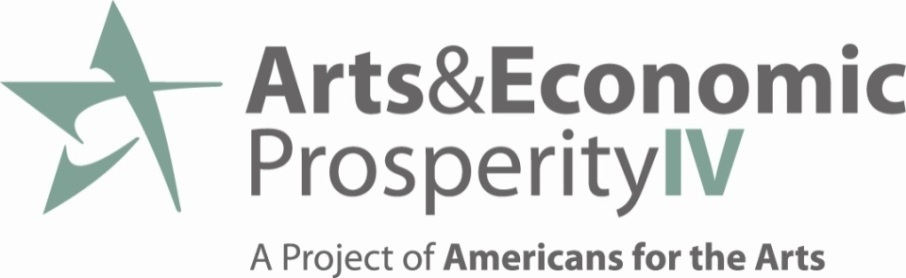 Arts&Economic
ProsperityIV
A Project of Americans for the Arts